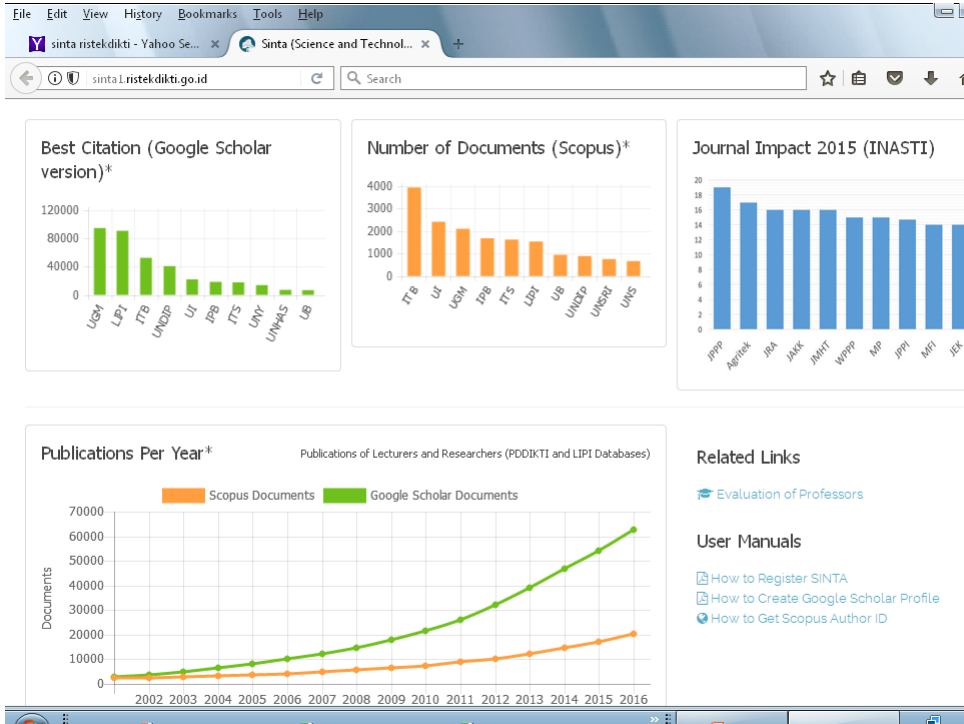 File Edit View History Bookmarks Tools Help
sinta ristekdikti - Yahoo Se... × Sinta (Science and Technol... × +
sinta1.ristekdikti.go.id Search
Best Citation (Google Scholar
version)*
120000
80000
40000
0
UGM LIPI ITB UNDIP UI IPB ITS UNY UNHAS UB
Number of Documents (Scopus)*
4000
3000
2000
1000
0
ITB UI UGM IPB ITS LIPI UB UNDIP UNSRI UNS
Journal Impact 2015 (INASTI)
20
18
16
14
12
10
8
6
4
2
0
JPPP Agritek JRA JAKK JMHT WPPP MP JPPI MFI JEK
Publications Per Year*
Publications of Lecturers and Researchers (PDDIKTI and LIPI Databases)
Scopus Documents Google Scholar Documents
Documents
70000
60000
50000
40000
30000
20000
10000
0
2002 2003 2004 2005 2006 2007 2008 2009 2010 2011 2012 2013 2014 2015 2016
Related Links
Evaluation of Professors
User Manuals
How to Register SINTA
How to Create Google Scholar Profile
How to Get Scopus Author ID